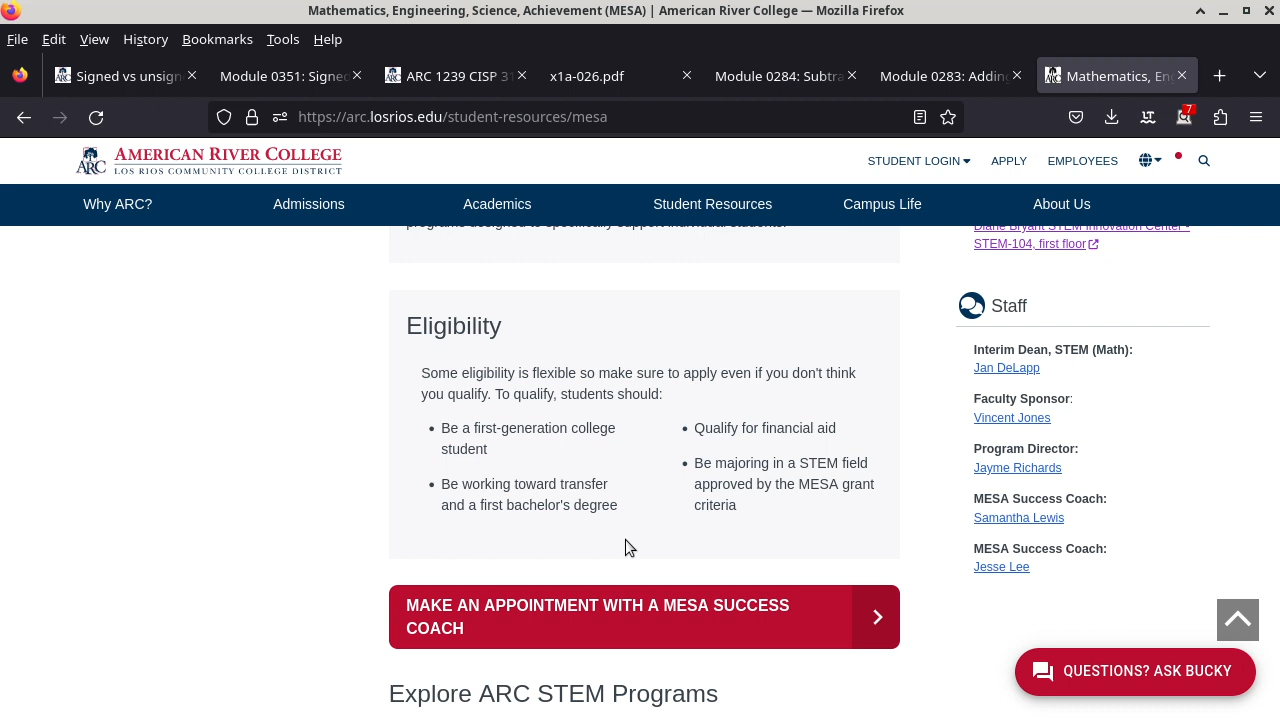 Mathematics, Engineering, Science, Achievement (MESA) | American River College — Mozilla Firefox
File Edit View History Bookmarks Tools Help
Signed vs unsign
Module 0351: Signed
ARC 1239 CISP 31
x1a-026.pdf
Module 0284: Subtra
Module 0283: Adding
Mathematics, En
https://arc.losrios.edu/student-resources/mesa
7
ARC
AMERICAN RIVER COLLEGE
LOS RIOS COMMUNITY COLLEGE DISTRICT
STUDENT LOGIN APPLY EMPLOYEES
Why ARC? Admissions Academics Student Resources Campus Life About Us
programs designed to specifically support individual students.
Diane Bryant STEM Innovation Center -
STEM-104, first floor
Eligibility
Some eligibility is flexible so make sure to apply even if you don't think
you qualify. To qualify, students should:
• Be a first-generation college
student
• Be working toward transfer
and a first bachelor's degree
• Qualify for financial aid
• Be majoring in a STEM field
approved by the MESA grant
criteria
MAKE AN APPOINTMENT WITH A MESA SUCCESS
COACH
Explore ARC STEM Programs
Staff
Interim Dean, STEM (Math):
Jan DeLapp
Faculty Sponsor:
Vincent Jones
Program Director:
Jayme Richards
MESA Success Coach:
Samantha Lewis
MESA Success Coach:
Jesse Lee
QUESTIONS? ASK BUCKY